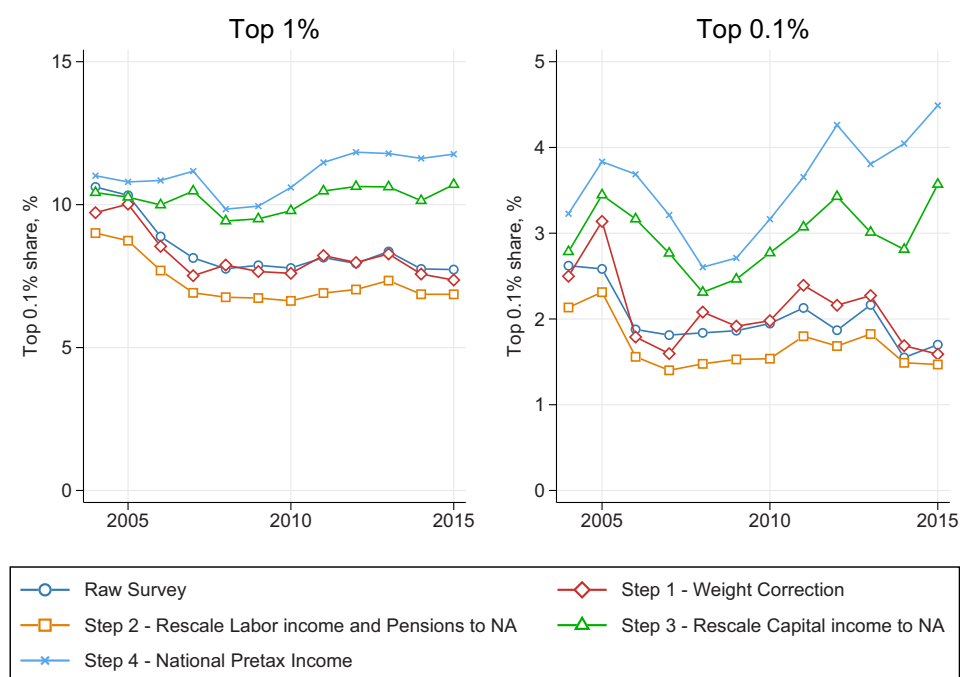 Top 1%
Top 0.1%
Top 0.1% share, %
15
10
5
0
2005
2010
2015
Top 0.1% share, %
5
4
3
2
1
0
2005
2010
2015
Raw Survey
Step 1 - Weight Correction
Step 2 - Rescale Labor income and Pensions to NA
Step 3 - Rescale Capital income to NA
Step 4 - National Pretax Income